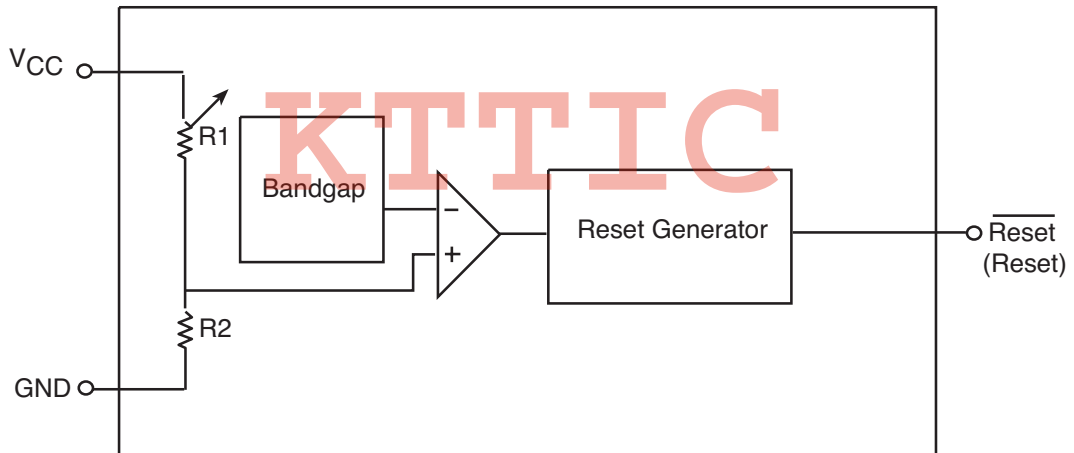 VCC
R1
KTTIC
Bandgap
−
+
Reset Generator
Reset
(Reset)
R2
GND